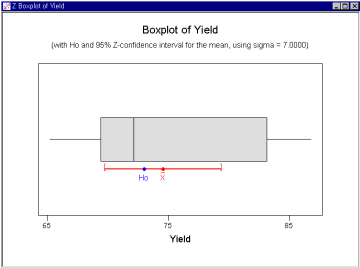 Z Boxplot of Yield
Boxplot of Yield
(with Ho and 95% Z-confidence interval for the mean, using sigma = 7.0000)
Ho
X
65
75
85
Yield